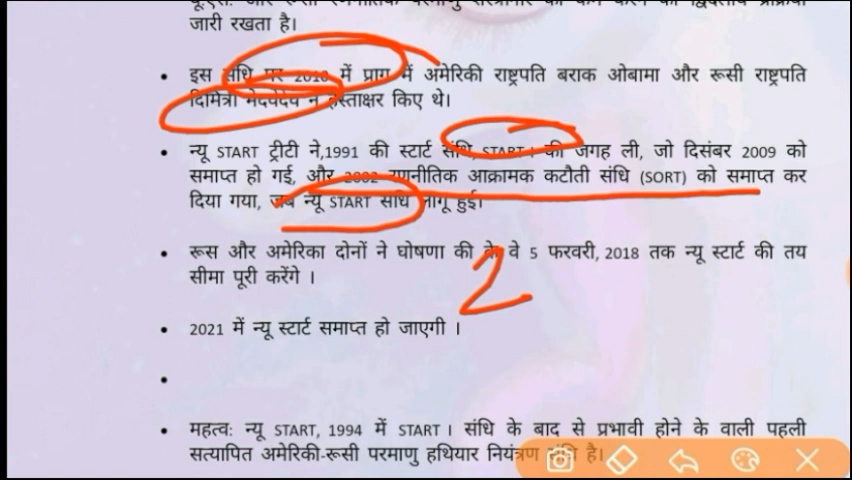 जारी रखता है।
• इस संधि पर 2010 में प्राग में अमेरिकी राष्ट्रपति बराक ओबामा और रूसी राष्ट्रपति
दिमित्री मेदवेदेव ने हस्ताक्षर किए थे।
• न्यू START ट्रीटी ने,1991 की स्टार्ट संधि, START I की जगह ली, जो दिसंबर 2009 को
समाप्त हो गई, और 2002 रणनीतिक आक्रामक कटौती संधि (SORT) को समाप्त कर
दिया गया, जब न्यू START संधि लागू हुई।
• रूस और अमेरिका दोनों ने घोषणा की के वे 5 फरवरी, 2018 तक न्यू स्टार्ट की तय
सीमा पूरी करेंगे ।
2
• 2021 में न्यू स्टार्ट समाप्त हो जाएगी ।
•
• महत्व: न्यू START, 1994 में START I संधि के बाद से प्रभावी होने के वाली पहली
सत्यापित अमेरिकी-रूसी परमाणु हथियार नियंत्रण संधि है।